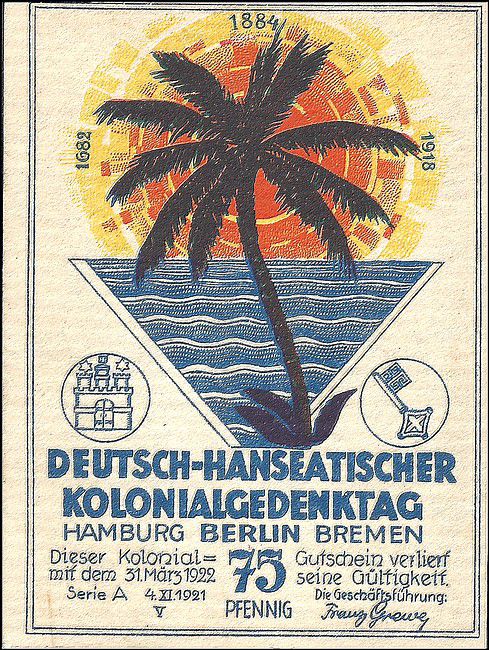 1884
1682
1918
DEUTSCH-HANSEATISCHER
KOLONIALGEDENKTAG
HAMBURG BERLIN BREMEN
Dieser Kolonial= 75 Gutschein verliert
mit dem 31. März 1922 seine Gültigkeit.
Serie A 4.XI.1921 PFENNIG Die Geschäftsführung:
V Franz Grewe